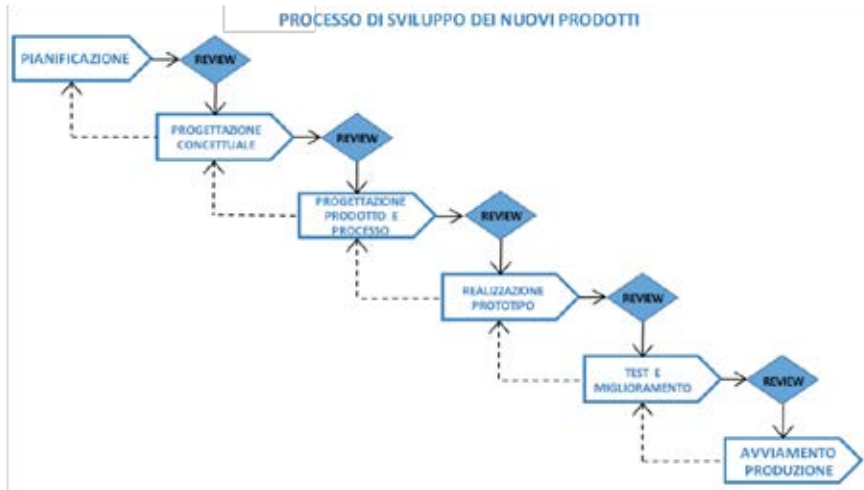 PROCESSO DI SVILUPPO DEI NUOVI PRODOTTI
PIANIFICAZIONE
REVIEW
PROGETTAZIONE
CONCETTUALE
REVIEW
PROGETTAZIONE
PRODOTTO E
PROCESSO
REVIEW
REALIZZAZIONE
PROTOTIPO
REVIEW
TEST E
MIGLIORAMENTO
REVIEW
AVVIAMENTO
PRODUZIONE